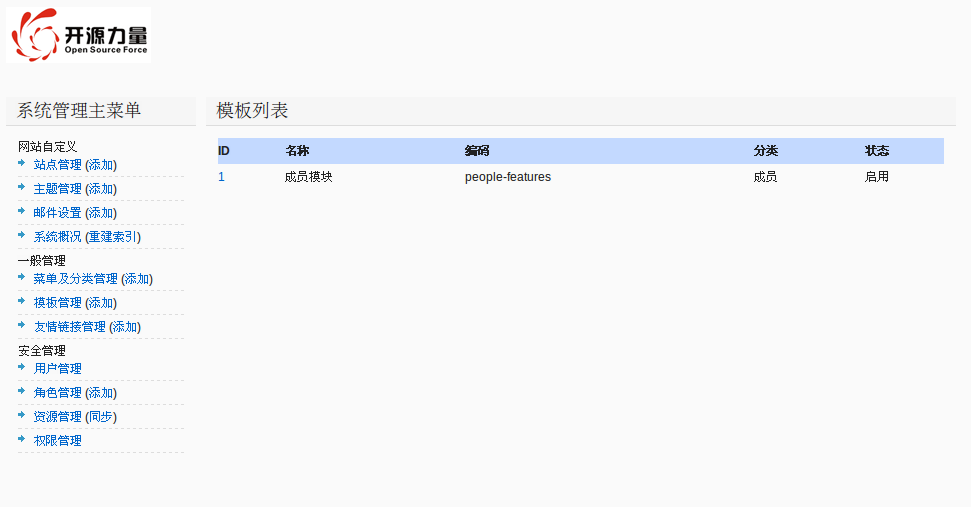 开源力量
Open Source Force
系统管理主菜单
网站自定义
站点管理 (添加)
主题管理 (添加)
邮件设置 (添加)
系统概况 (重建索引)
一般管理
菜单及分类管理 (添加)
模板管理 (添加)
友情链接管理 (添加)
安全管理
用户管理
角色管理 (添加)
资源管理 (同步)
权限管理
模板列表
ID 名称 编码 分类 状态
1 成员模块 people-features 成员 启用